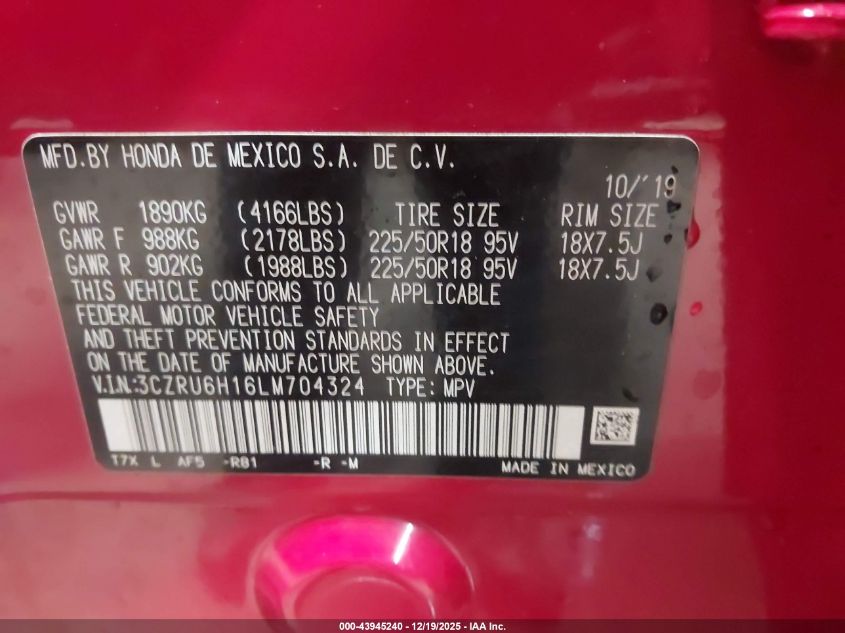 MFD.BY HONDA DE MEXICO S.A. DE C.V.
10/'19
GVWR 1890KG (4166LBS) TIRE SIZE RIM SIZE
GAWR F 988KG (2178LBS) 225/50R18 95V 18X7.5J
GAWR R 902KG (1988LBS) 225/50R18 95V 18X7.5J
THIS VEHICLE CONFORMS TO ALL APPLICABLE
FEDERAL MOTOR VEHICLE SAFETY
AND THEFT PREVENTION STANDARDS IN EFFECT
ON THE DATE OF MANUFACTURE SHOWN ABOVE.
V.I.N.:3CZRU6H16LM704324 TYPE: MPV
T7X L AF5 -R81 -R -M MADE IN MEXICO
000-43945240 - 12/19/2025 - IAA Inc.